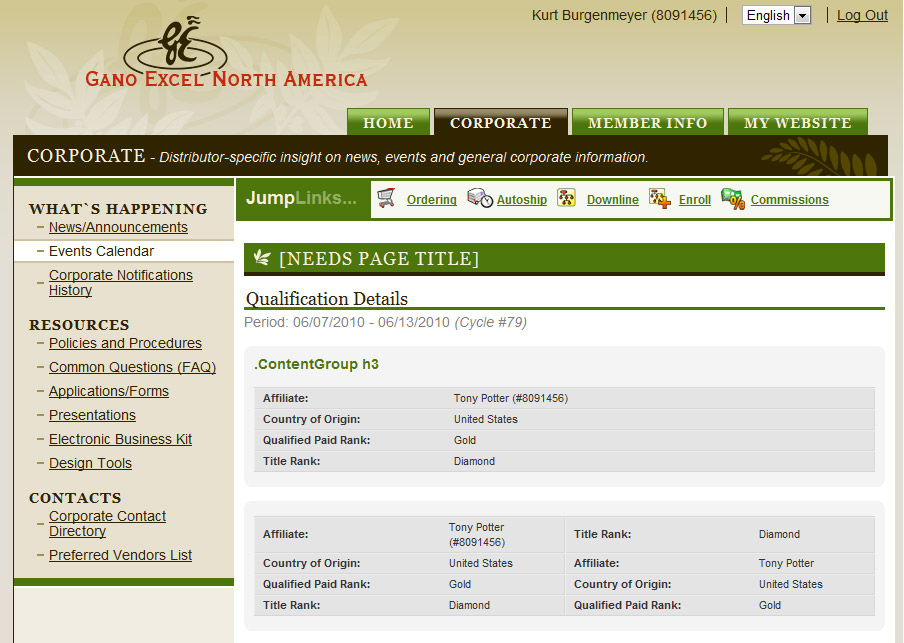 Kurt Burgenmeyer (8091456) | English | Log Out
GE
GANO EXCEL NORTH AMERICA
HOME CORPORATE MEMBER INFO MY WEBSITE
CORPORATE - Distributor-specific insight on news, events and general corporate information.
JumpLinks... Ordering Autoship Downline Enroll Commissions
WHAT`S HAPPENING
– News/Announcements
– Events Calendar
– Corporate Notifications
History
RESOURCES
– Policies and Procedures
– Common Questions (FAQ)
– Applications/Forms
– Presentations
– Electronic Business Kit
– Design Tools
CONTACTS
– Corporate Contact
Directory
– Preferred Vendors List
[NEEDS PAGE TITLE]
Qualification Details
Period: 06/07/2010 - 06/13/2010 (Cycle #79)
.ContentGroup h3
Affiliate: Tony Potter (#8091456)
Country of Origin: United States
Qualified Paid Rank: Gold
Title Rank: Diamond
Affiliate: Tony Potter
(#8091456) Title Rank: Diamond
Country of Origin: United States Affiliate: Tony Potter
Qualified Paid Rank: Gold Country of Origin: United States
Title Rank: Diamond Qualified Paid Rank: Gold